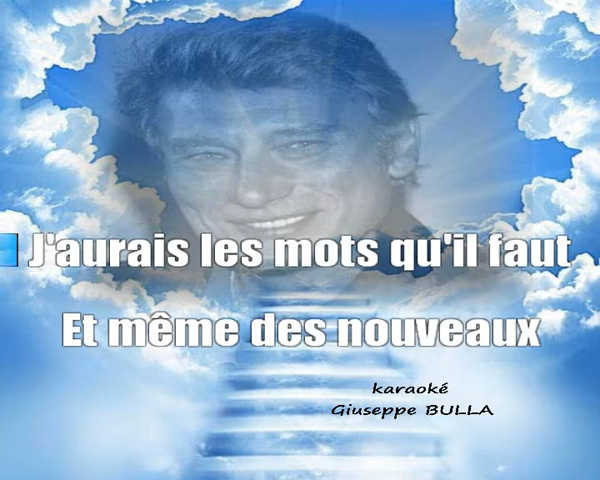 J'aurais les mots qu'il faut
Et même des nouveaux
karaoké
Giuseppe BULLA